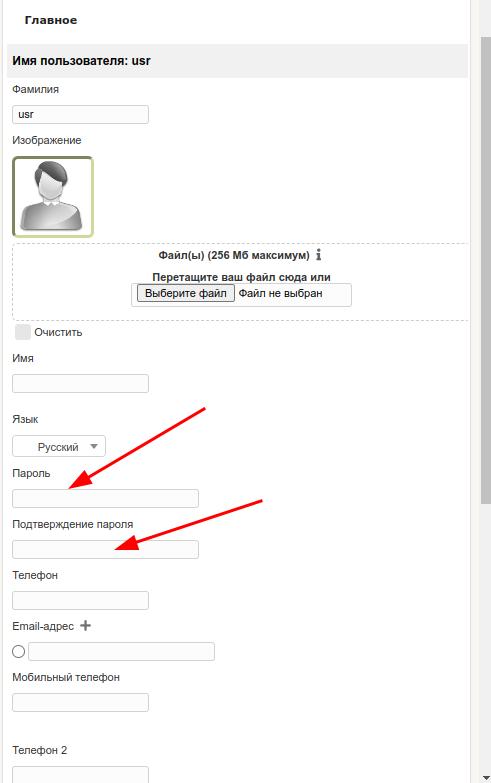 Главное
Имя пользователя: usr
Фамилия
usr
Изображение
Файл(ы) (256 Мб максимум)
Перетащите ваш файл сюда или
Выберите файл Файл не выбран
Очистить
Имя
Язык
Русский
Пароль
Подтверждение пароля
Телефон
Email-адрес
Мобильный телефон
Телефон 2